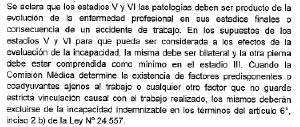 Se aclara que los estadios V y VI las patologías deben ser producto de la
evolución de la enfermedad profesional en sus estadios finales o
consecuencia de un accidente de trabajo. En los supuestos de los
estadios V y VI para que pueda ser considerada a los efectos de la
evaluación de la incapacidad, la misma debe ser bilateral y la otra pierna
debe estar comprendida como mínimo en el estadio III. Cuando la
Comisión Médica determine la existencia de factores predisponentes o
coadyuvantes ajenos al trabajo o cualquier otro factor que no guarde
estricta vinculación causal con el trabajo realizado, los mismos deberán
excluirse de la incapacidad indemnizable en los términos del artículo 6°,
inciso 2 b) de la Ley N° 24.557.